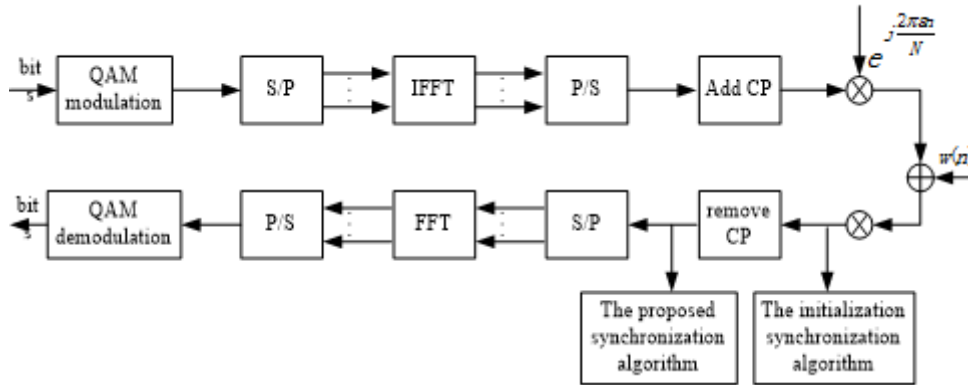 bit
s
QAM
modulation
S/P
IFFT
P/S
Add CP
e^j 2πεn/N
w(n)
bit
s
QAM
demodulation
P/S
FFT
S/P
remove
CP
The proposed
synchronization
algorithm
The initialization
synchronization
algorithm